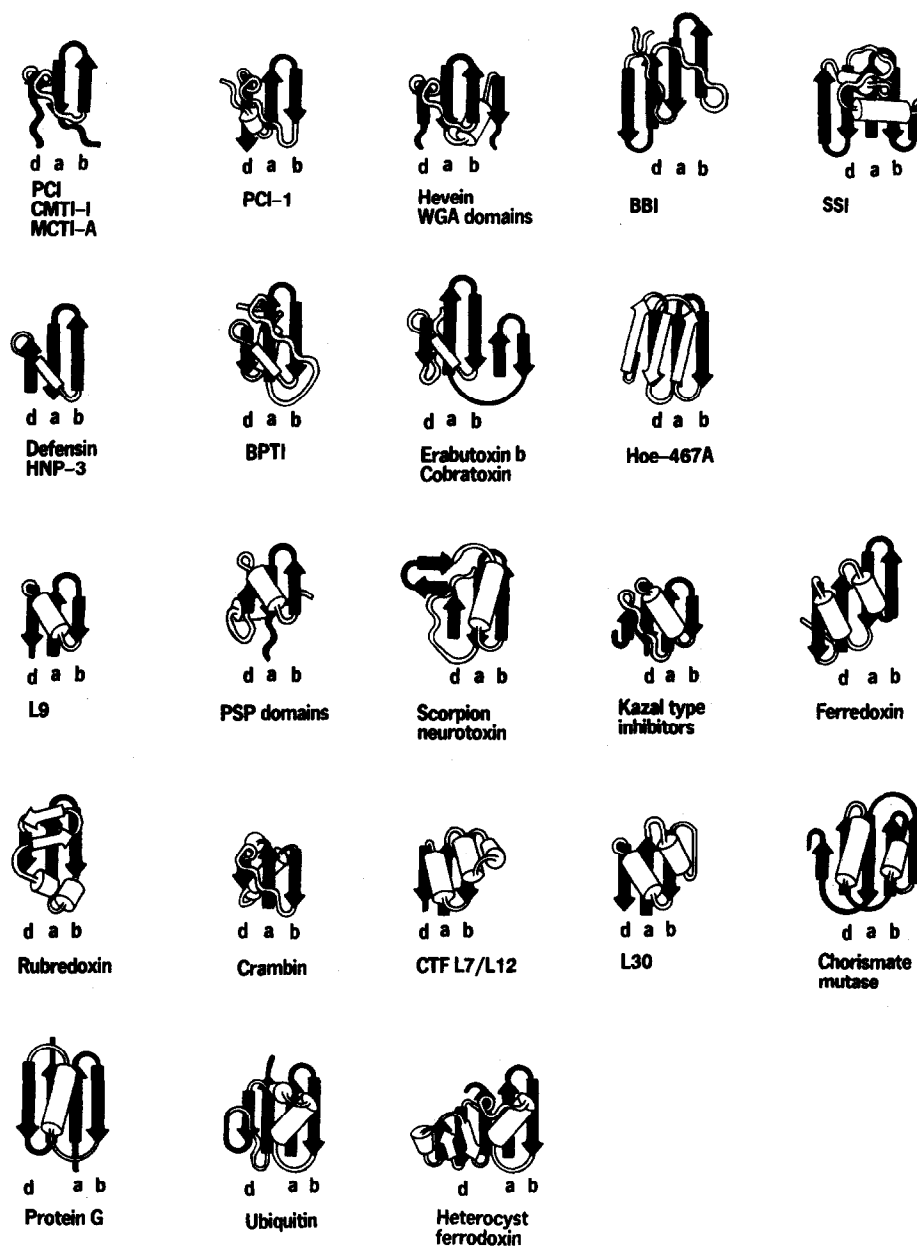 d a b
PCI
CMTI-I
MCTI-A
d a b
PCI-1
d a b
Hevein
WGA domains
d a b
BBI
d a b
SSI
d a b
Defensin
HNP-3
d a b
BPTI
d a b
Erabutoxin b
Cobratoxin
d a b
Hoe-467A
d a b
L9
d a b
PSP domains
d a b
Scorpion
neurotoxin
d a b
Kazal type
inhibitors
d a b
Ferredoxin
d a b
Rubredoxin
d a b
Crambin
d a b
CTF L7/L12
d a b
L30
d a b
Chorismate
mutase
d a b
Protein G
d a b
Ubiquitin
d a b
Heterocyst
ferrodoxin